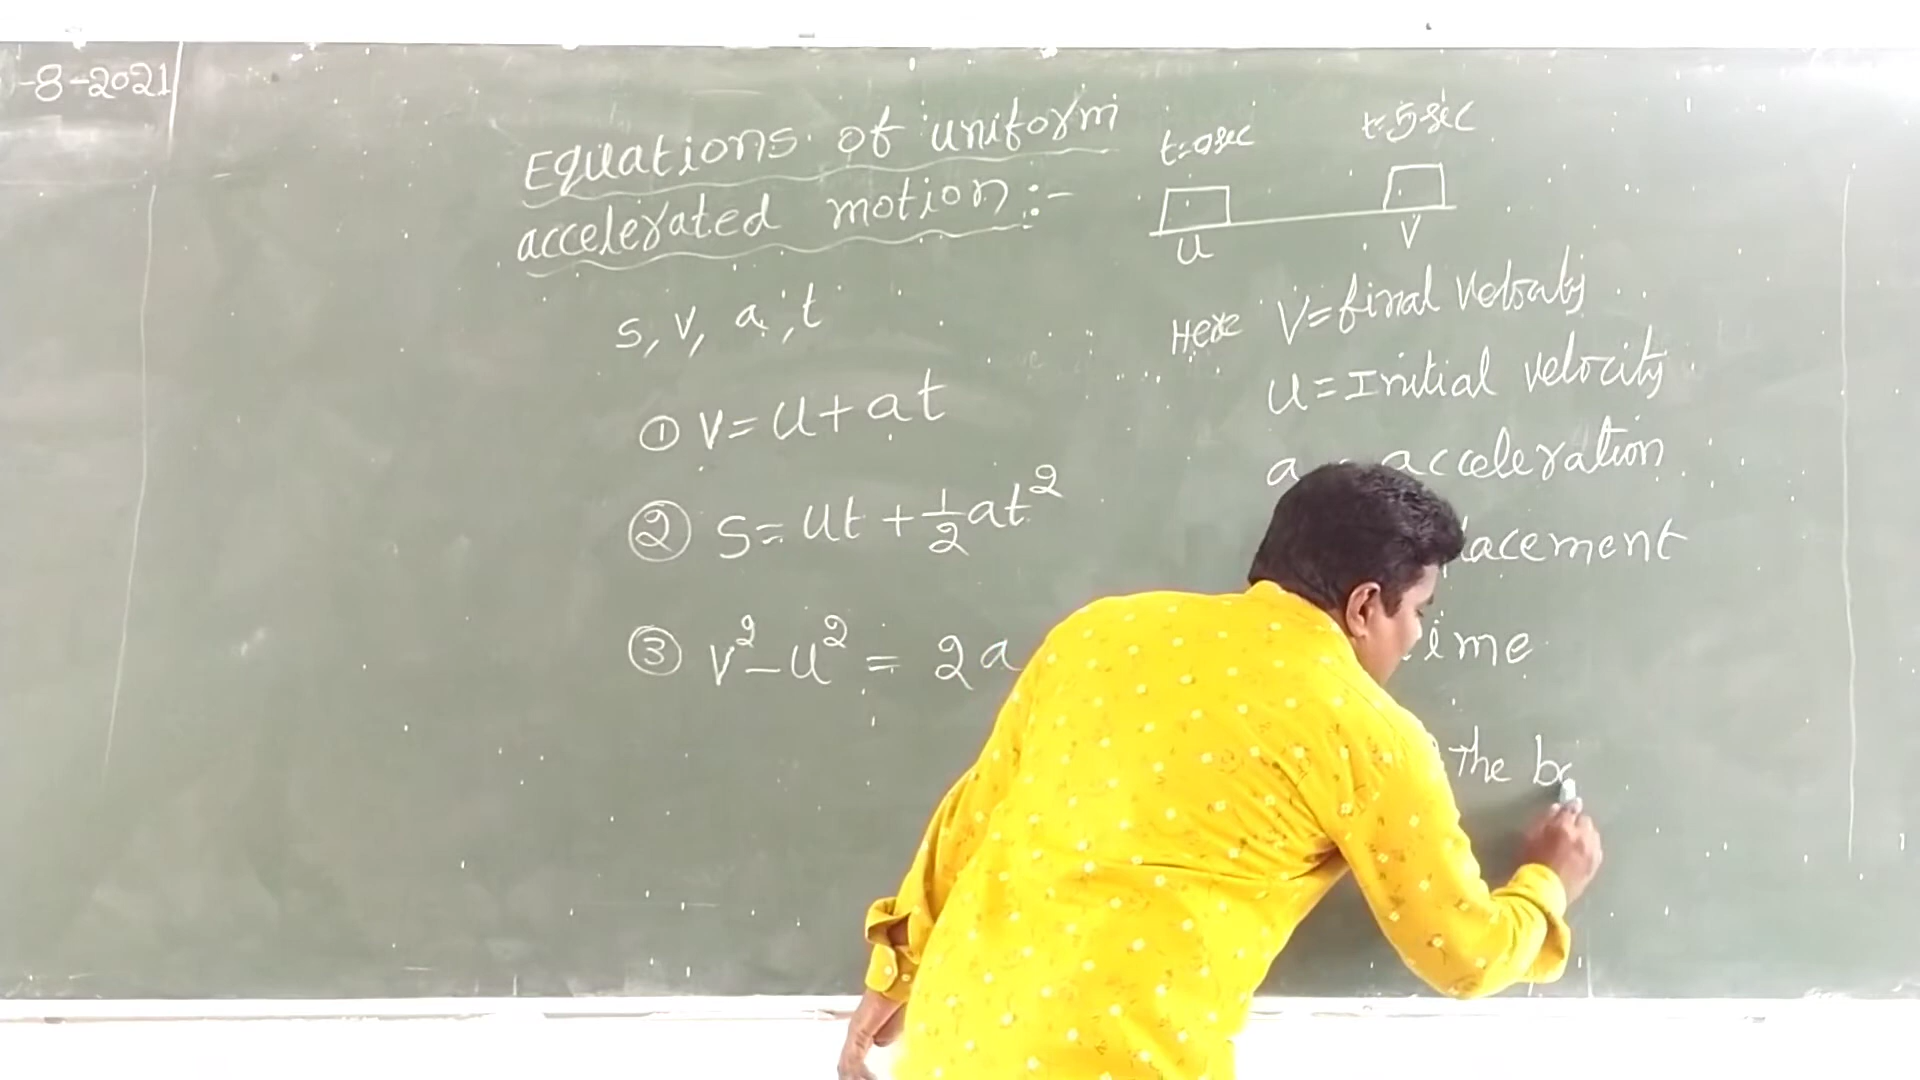 -8-2021
Equations of uniform
accelerated motion:-
s, v, a, t
① v=u+at
② s=ut+½at²
③ v²-u² = 2a
t=0sec t=5sec
u v
Here V=final velocity
u=Initial velocity
a acceleration
lacement
ime
the